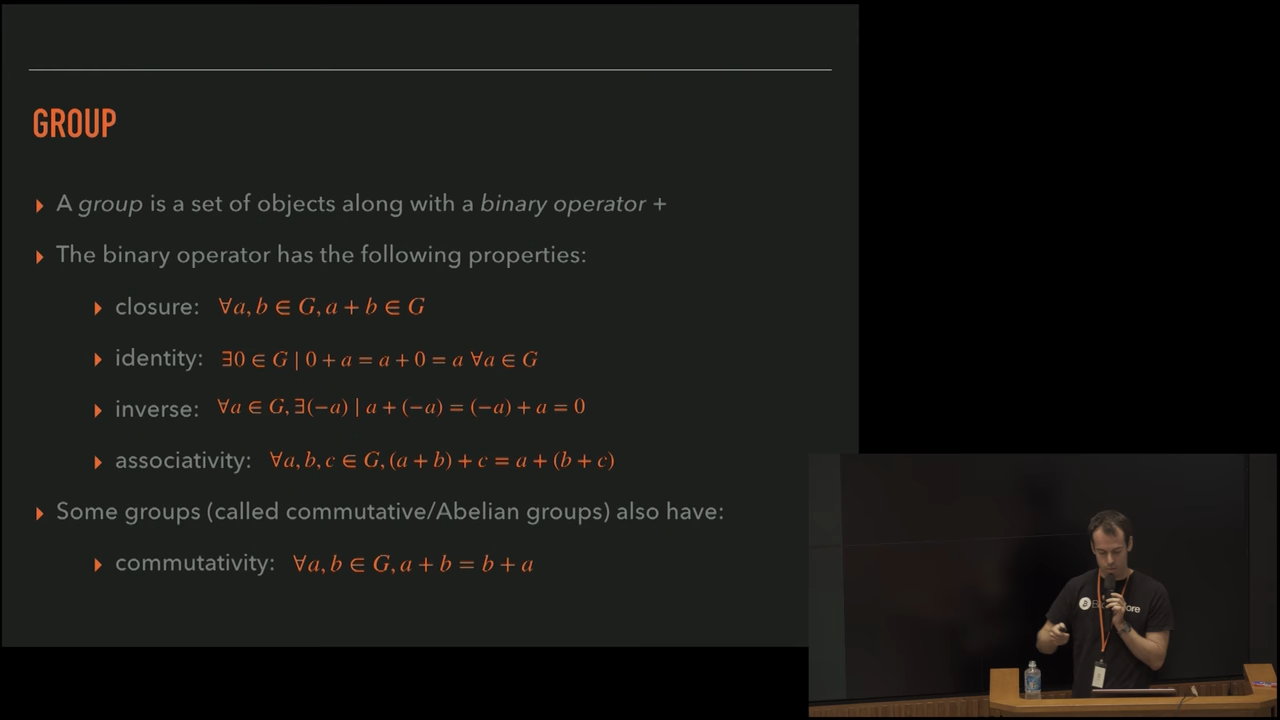 GROUP
A group is a set of objects along with a binary operator +
The binary operator has the following properties:
closure: ∀a, b ∈ G, a + b ∈ G
identity: ∃0 ∈ G | 0 + a = a + 0 = a ∀a ∈ G
inverse: ∀a ∈ G, ∃(−a) | a + (−a) = (−a) + a = 0
associativity: ∀a, b, c ∈ G, (a + b) + c = a + (b + c)
Some groups (called commutative/Abelian groups) also have:
commutativity: ∀a, b ∈ G, a + b = b + a